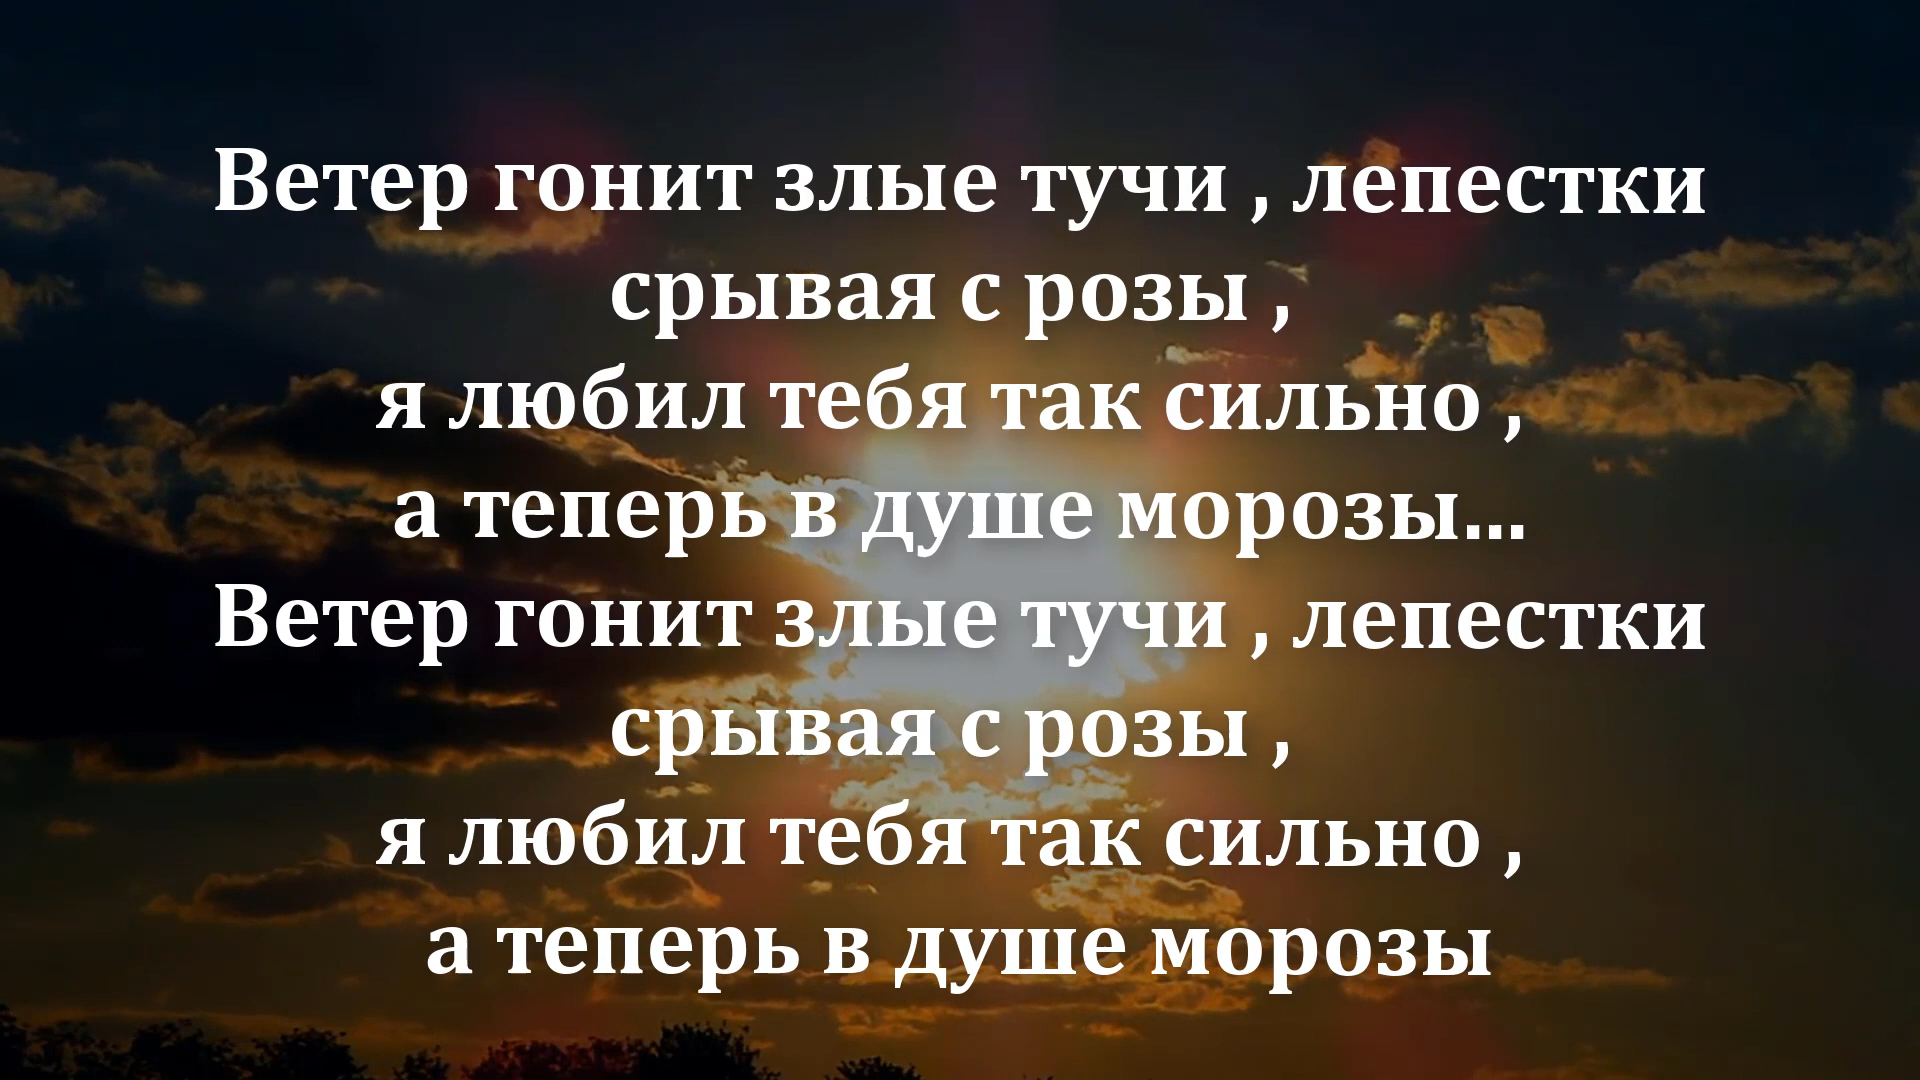 Ветер гонит злые тучи , лепестки
срывая с розы ,
я любил тебя так сильно ,
а теперь в душе морозы...
Ветер гонит злые тучи , лепестки
срывая с розы ,
я любил тебя так сильно ,
а теперь в душе морозы